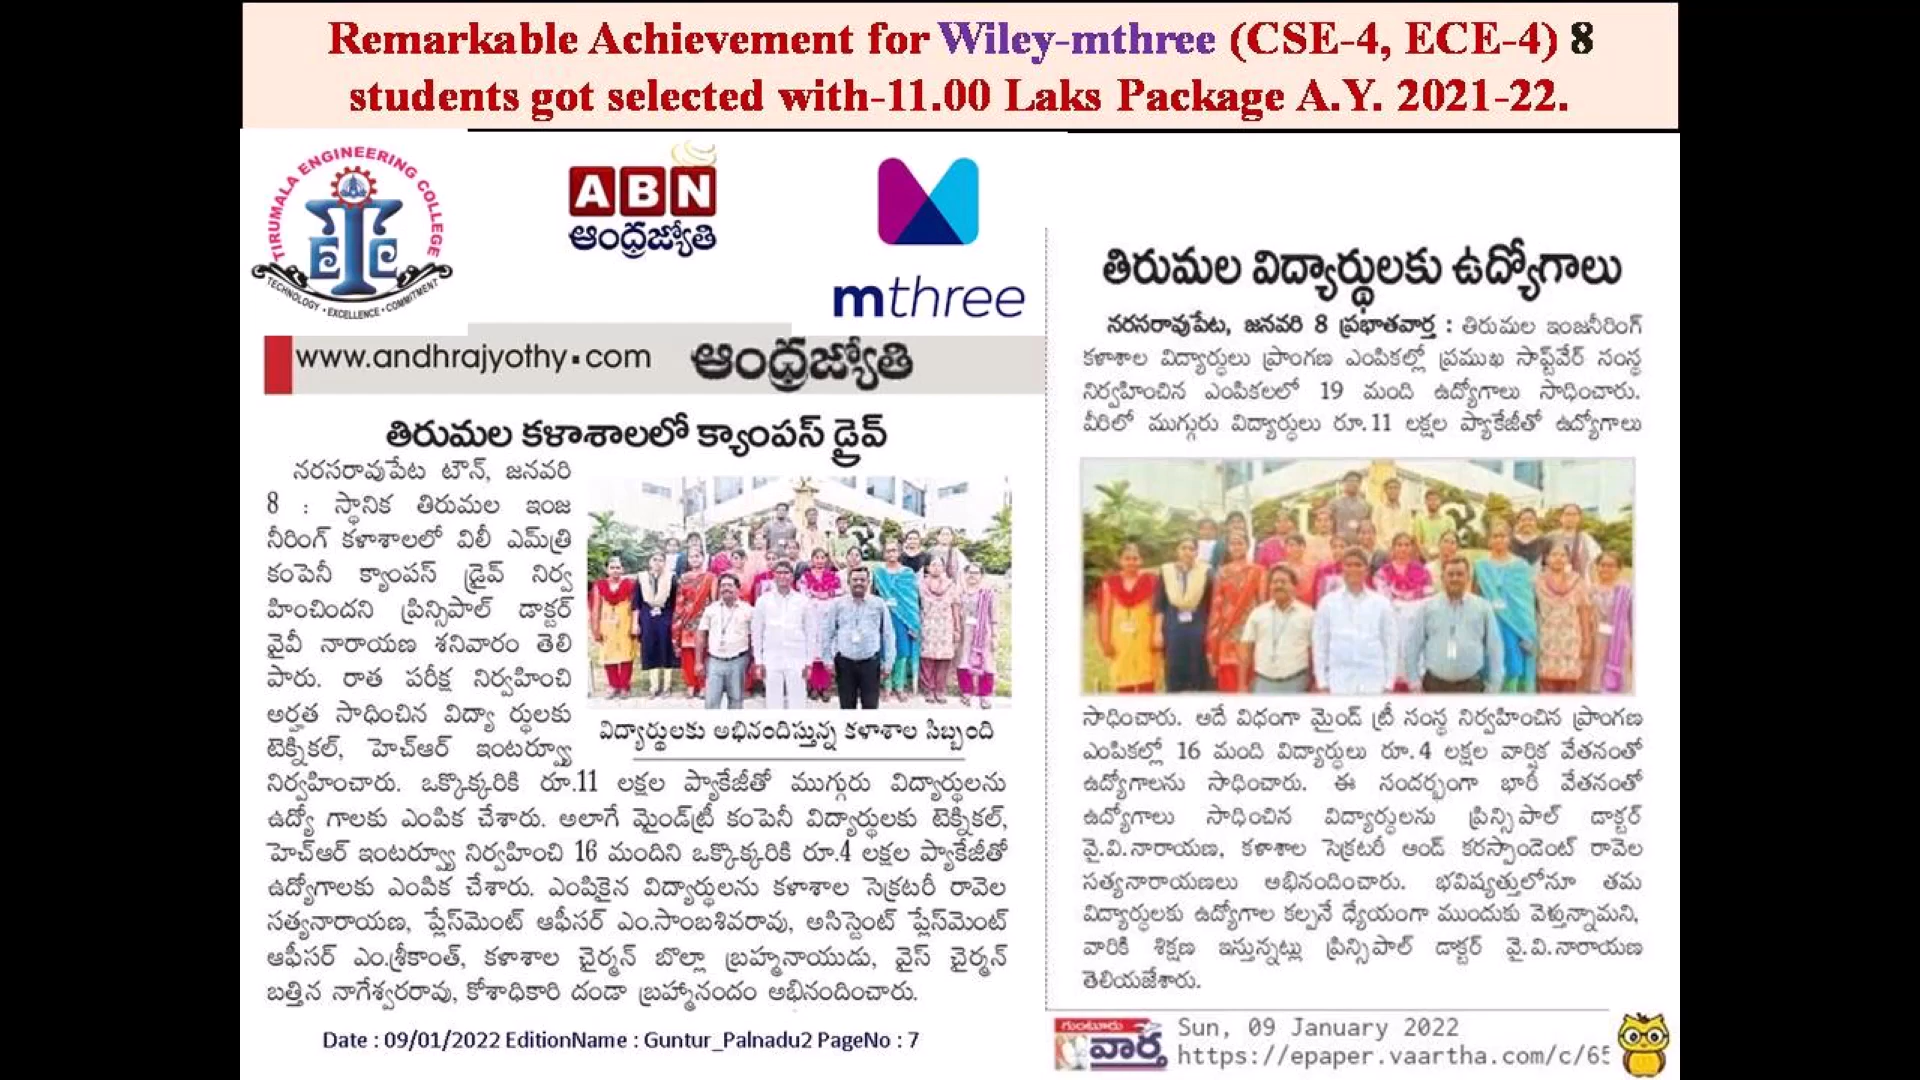 Remarkable Achievement for Wiley-mthree (CSE-4, ECE-4) 8
students got selected with-11.00 Laks Package A.Y. 2021-22.
TIRUMALA ENGINEERING COLLEGE
TEC
TECHNOLOGY • EXCELLENCE • COMMITMENT
ABN
ఆంధ్రజ్యోతి
mthree
www.andhrajyothy.com ఆంధ్రజ్యోతి
తిరుమల కళాశాలలో క్యాంపస్ డ్రైవ్
నరసరావుపేట టౌన్, జనవరి
8 : స్థానిక తిరుమల ఇంజ
నీరింగ్ కళాశాలలో విలీ ఎమ్‌త్రి
కంపెనీ క్యాంపస్ డ్రైవ్ నిర్వ
హించిందని ప్రిన్సిపాల్ డాక్టర్
వైవీ నారాయణ శనివారం తెలి
పారు. రాత పరీక్ష నిర్వహించి
అర్హత సాధించిన విద్యా ర్థులకు
టెక్నికల్, హెచ్ఆర్ ఇంటర్వ్యూ
నిర్వహించారు. ఒక్కొక్కరికి రూ.11 లక్షల ప్యాకేజీతో ముగ్గురు విద్యార్థులను
ఉద్యో గాలకు ఎంపిక చేశారు. అలాగే మైండ్‌ట్రీ కంపెనీ విద్యార్థులకు టెక్నికల్,
హెచ్ఆర్ ఇంటర్వ్యూ నిర్వహించి 16 మందిని ఒక్కొక్కరికి రూ.4 లక్షల ప్యాకేజీతో
ఉద్యోగాలకు ఎంపిక చేశారు. ఎంపికైన విద్యార్థులను కళాశాల సెక్రటరీ రావెల
సత్యనారాయణ, ప్లేస్‌మెంట్ ఆఫీసర్ ఎం.సాంబశివరావు, అసిస్టెంట్ ప్లేస్‌మెంట్
ఆఫీసర్ ఎం.శ్రీకాంత్, కళాశాల చైర్మన్ బొల్లా బ్రహ్మనాయుడు, వైస్ చైర్మన్
బత్తిన నాగేశ్వరరావు, కోశాధికారి దండా బ్రహ్మానందం అభినందించారు.
విద్యార్థులకు అభినందిస్తున్న కళాశాల సిబ్బంది
Date : 09/01/2022 EditionName : Guntur_Palnadu2 PageNo : 7
తిరుమల విద్యార్థులకు ఉద్యోగాలు
నరసరావుపేట, జనవరి 8 ప్రభాతవార్త : తిరుమల ఇంజనీరింగ్
కళాశాల విద్యార్థులు ప్రాంగణ ఎంపికల్లో ప్రముఖ సాఫ్ట్‌వేర్ సంస్థ
నిర్వహించిన ఎంపికలలో 19 మంది ఉద్యోగాలు సాధించారు.
వీరిలో ముగ్గురు విద్యార్థులు రూ.11 లక్షల ప్యాకేజీతో ఉద్యోగాలు
సాధించారు. అదే విధంగా మైండ్ ట్రీ సంస్థ నిర్వహించిన ప్రాంగణ
ఎంపికల్లో 16 మంది విద్యార్థులు రూ.4 లక్షల వార్షిక వేతనంతో
ఉద్యోగాలను సాధించారు. ఈ సందర్భంగా భారీ వేతనంతో
ఉద్యోగాలు సాధించిన విద్యార్థులను ప్రిన్సిపాల్ డాక్టర్
వై.వి.నారాయణ, కళాశాల సెక్రటరీ అండ్ కరస్పాండెంట్ రావెల
సత్యనారాయణలు అభినందించారు. భవిష్యత్తులోనూ తమ
విద్యార్థులకు ఉద్యోగాల కల్పనే ధ్యేయంగా ముందుకు వెళ్తున్నామని,
వారికి శిక్షణ ఇస్తున్నట్లు ప్రిన్సిపాల్ డాక్టర్ వై.వి.నారాయణ
తెలియజేశారు.
గుంటూరు
వార్త
Sun, 09 January 2022
https://epaper.vaartha.com/c/65